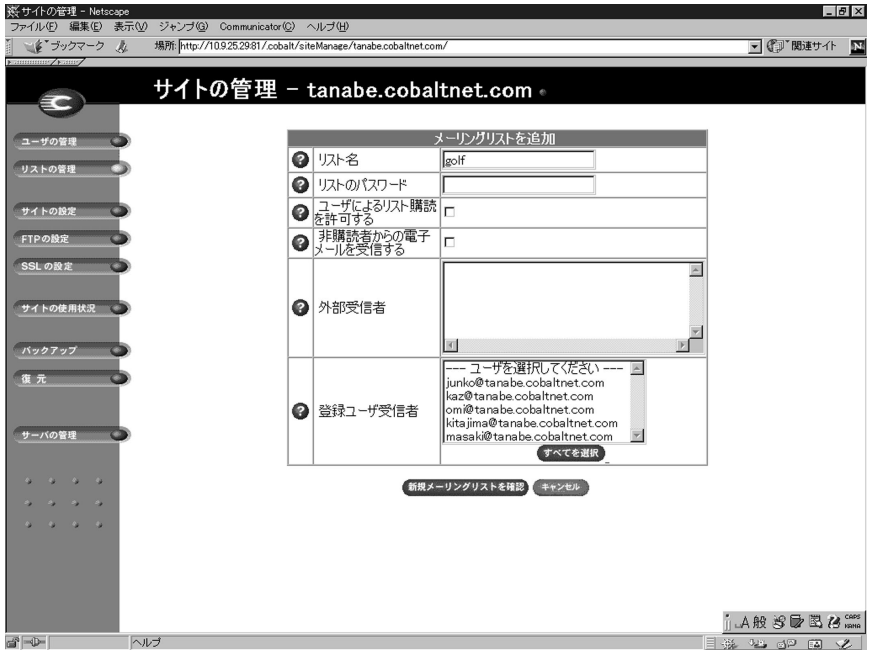 サイトの管理 - Netscape
ファイル(F) 編集(E) 表示(V) ジャンプ(G) Communicator(C) ヘルプ(H)
ブックマーク 場所: http://10.9.25.29:81/.cobalt/siteManage/tanabe.cobaltnet.com/ 関連サイト N
サイトの管理 - tanabe.cobaltnet.com
ユーザの管理
リストの管理
サイトの設定
FTPの設定
SSL の設定
サイトの使用状況
バックアップ
復 元
サーバの管理
メーリングリストを追加
? リスト名 golf
? リストのパスワード
? ユーザによるリスト購読
を許可する
? 非購読者からの電子
メールを受信する
? 外部受信者
? 登録ユーザ受信者
--- ユーザを選択してください ---
junko@tanabe.cobaltnet.com
kaz@tanabe.cobaltnet.com
omi@tanabe.cobaltnet.com
kitajima@tanabe.cobaltnet.com
masaki@tanabe.cobaltnet.com
すべてを選択
新規メーリングリストを確認 キャンセル
A 般 CAPS
KANA
ヘルプ